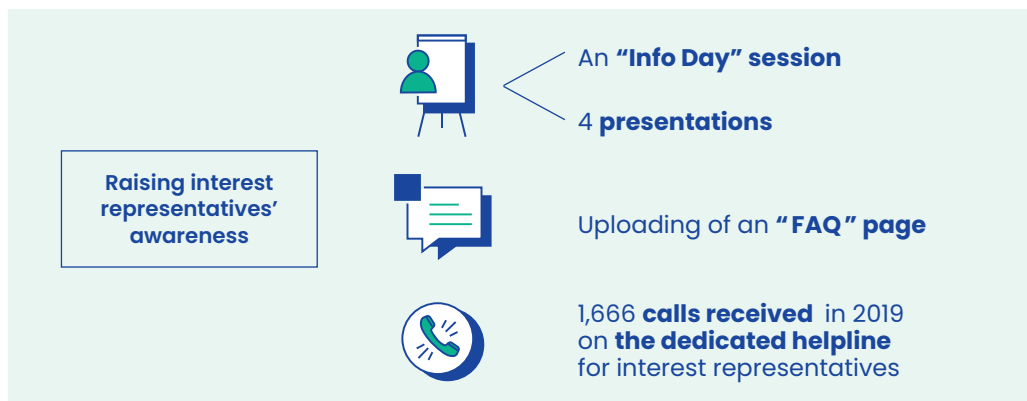 Raising interest
representatives’
awareness
An “Info Day” session
4 presentations
Uploading of an “FAQ” page
1,666 calls received in 2019
on the dedicated helpline
for interest representatives